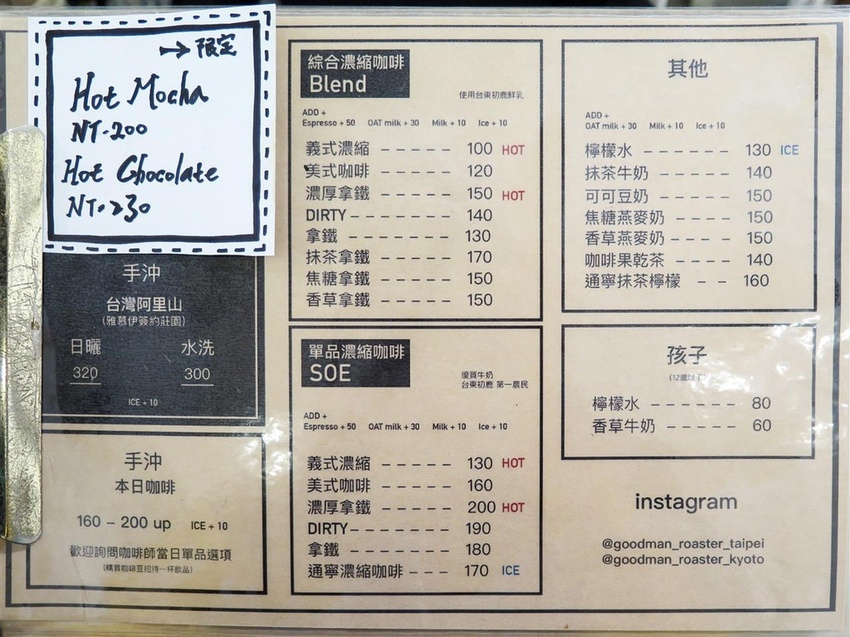 → 限定
Hot Mocha
NT.200
Hot Chocolate
NT.230
手沖
台灣阿里山
(雅慕伊簽約莊園)
日曬 水洗
320 300
ICE + 10
手沖
本日咖啡
160 - 200 up ICE + 10
歡迎詢問咖啡師當日單品選項
(購買咖啡豆招待一杯飲品)
綜合濃縮咖啡
Blend
使用台東初鹿鮮乳
ADD +
Espresso + 50 OAT milk + 30 Milk + 10 Ice + 10
義式濃縮 - - - - - 100 HOT
美式咖啡 - - - - - 120
濃厚拿鐵 - - - - - 150 HOT
DIRTY - - - - - - 140
拿鐵 - - - - - - - 130
抹茶拿鐵 - - - - - 170
焦糖拿鐵 - - - - - 150
香草拿鐵 - - - - - 150
單品濃縮咖啡
SOE
優質牛奶
台東初鹿 第一農民
ADD +
Espresso + 50 OAT milk + 30 Milk + 10 Ice + 10
義式濃縮 - - - - - 130 HOT
美式咖啡 - - - - - 160
濃厚拿鐵 - - - - - 200 HOT
DIRTY - - - - - - - 190
拿鐵 - - - - - - - 180
通寧濃縮咖啡 - - - 170 ICE
其他
ADD +
OAT milk + 30 Milk + 10 Ice + 10
檸檬水 - - - - - - 130 ICE
抹茶牛奶 - - - - - 140
可可豆奶 - - - - - 150
焦糖燕麥奶 - - - - 150
香草燕麥奶 - - - - 150
咖啡果乾茶 - - - - 140
通寧抹茶檸檬 - - 160
孩子
檸檬水 - - - - - - 80
香草牛奶 - - - - - 60
instagram
@goodman_roaster_taipei
@goodman_roaster_kyoto